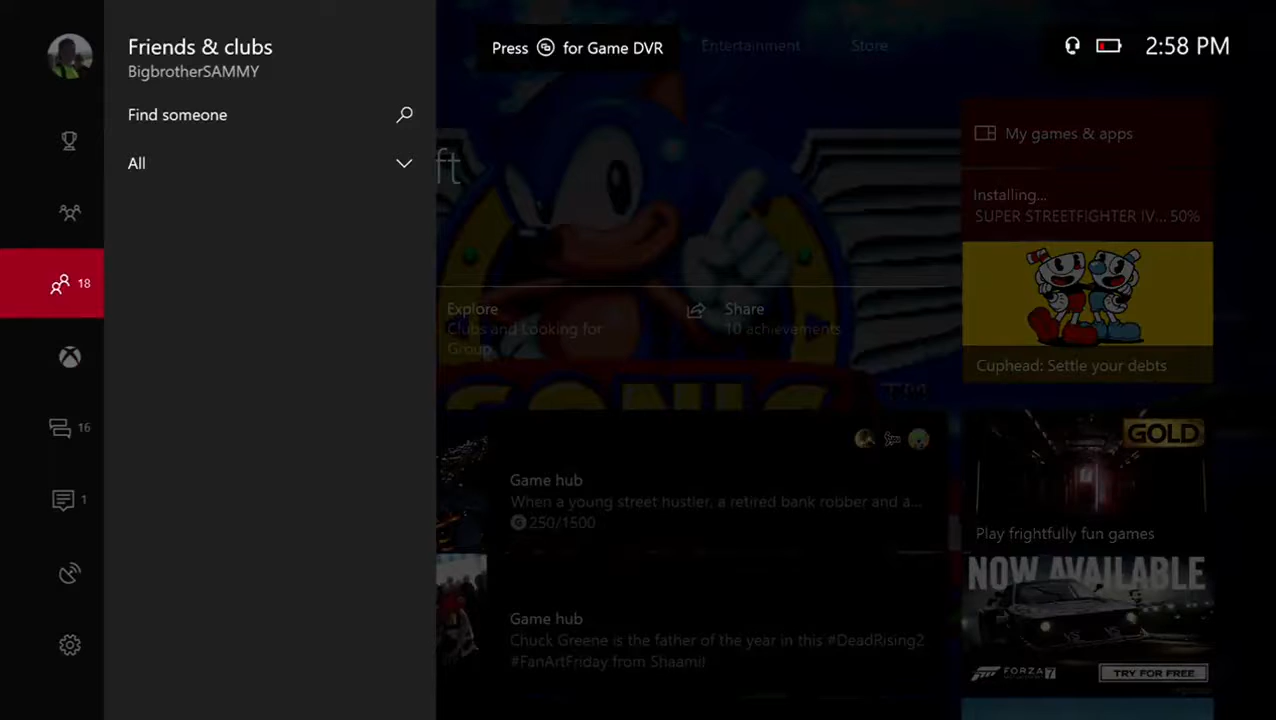 Friends & clubs
BigbrotherSAMMY
Find someone
All
18
16
1
Press for Game DVR
Entertainment
Store
2:58 PM
ft
Explore
Clubs and Looking for
Group
Share
10 achievements
SONIC
TM
Game hub
When a young street hustler, a retired bank robber and a...
G 250/1500
Game hub
Chuck Greene is the father of the year in this #DeadRising2
#FanArtFriday from Shaami!
My games & apps
Installing...
SUPER STREETFIGHTER IV... 50%
Cuphead: Settle your debts
GOLD
Play frightfully fun games
NOW AVAILABLE
FORZA 7
TRY FOR FREE